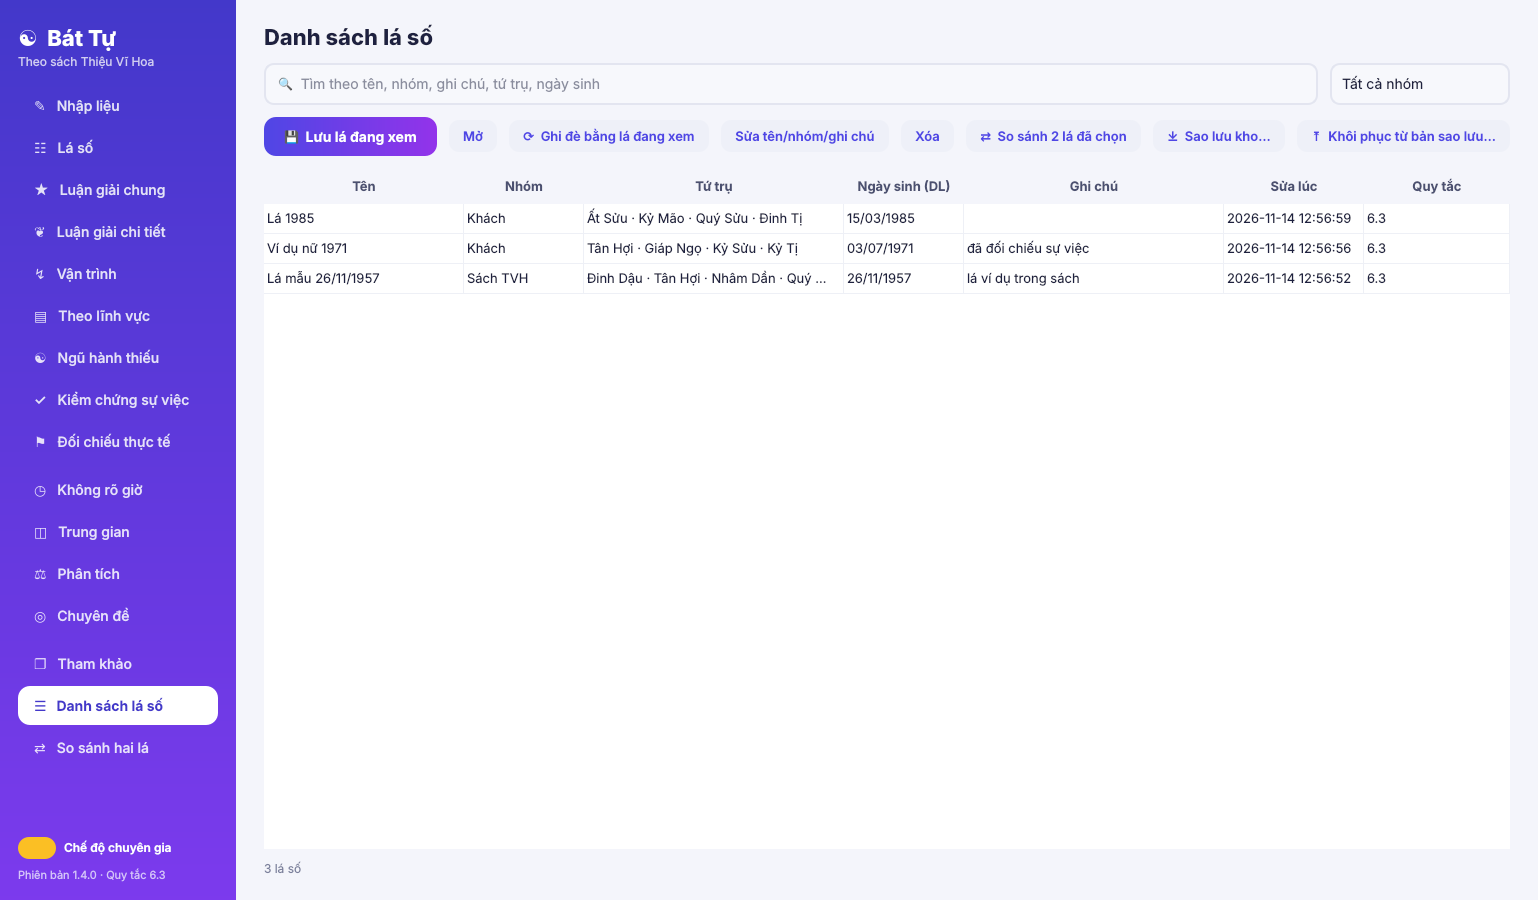 ☯ Bát Tự
Theo sách Thiệu Vĩ Hoa
✎ Nhập liệu
☷ Lá số
★ Luận giải chung
❦ Luận giải chi tiết
↯ Vận trình
▤ Theo lĩnh vực
☯ Ngũ hành thiếu
✓ Kiểm chứng sự việc
⚑ Đối chiếu thực tế
◷ Không rõ giờ
◫ Trung gian
⚖ Phân tích
◎ Chuyên đề
❐ Tham khảo
☰ Danh sách lá số
⇄ So sánh hai lá
Chế độ chuyên gia
Phiên bản 1.4.0 · Quy tắc 6.3
Danh sách lá số
🔍 Tìm theo tên, nhóm, ghi chú, tứ trụ, ngày sinh
Tất cả nhóm
💾 Lưu lá đang xem Mở ⟳ Ghi đè bằng lá đang xem Sửa tên/nhóm/ghi chú Xóa ⇄ So sánh 2 lá đã chọn ⤓ Sao lưu kho... ⤒ Khôi phục từ bản sao lưu...
Tên Nhóm Tứ trụ Ngày sinh (DL) Ghi chú Sửa lúc Quy tắc
Lá 1985 Khách Ất Sửu · Kỷ Mão · Quý Sửu · Đinh Tị 15/03/1985 2026-11-14 12:56:59 6.3
Ví dụ nữ 1971 Khách Tân Hợi · Giáp Ngọ · Kỷ Sửu · Kỷ Tị 03/07/1971 đã đối chiếu sự việc 2026-11-14 12:56:56 6.3
Lá mẫu 26/11/1957 Sách TVH Đinh Dậu · Tân Hợi · Nhâm Dần · Quý ... 26/11/1957 lá ví dụ trong sách 2026-11-14 12:56:52 6.3
3 lá số